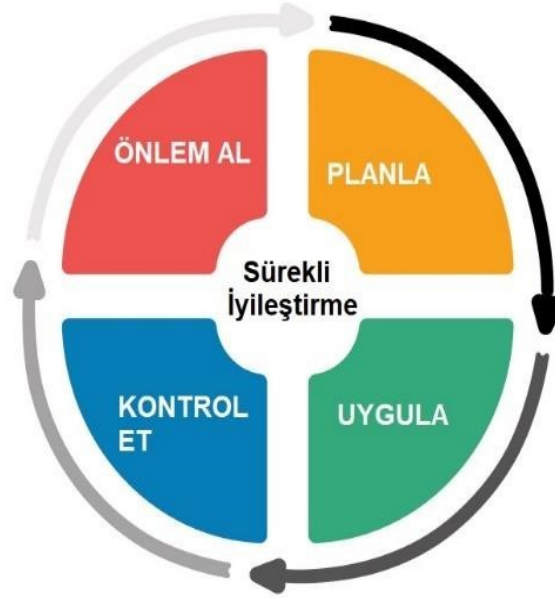 ÖNLEM AL
PLANLA
Sürekli
İyileştirme
KONTROL
ET
UYGULA